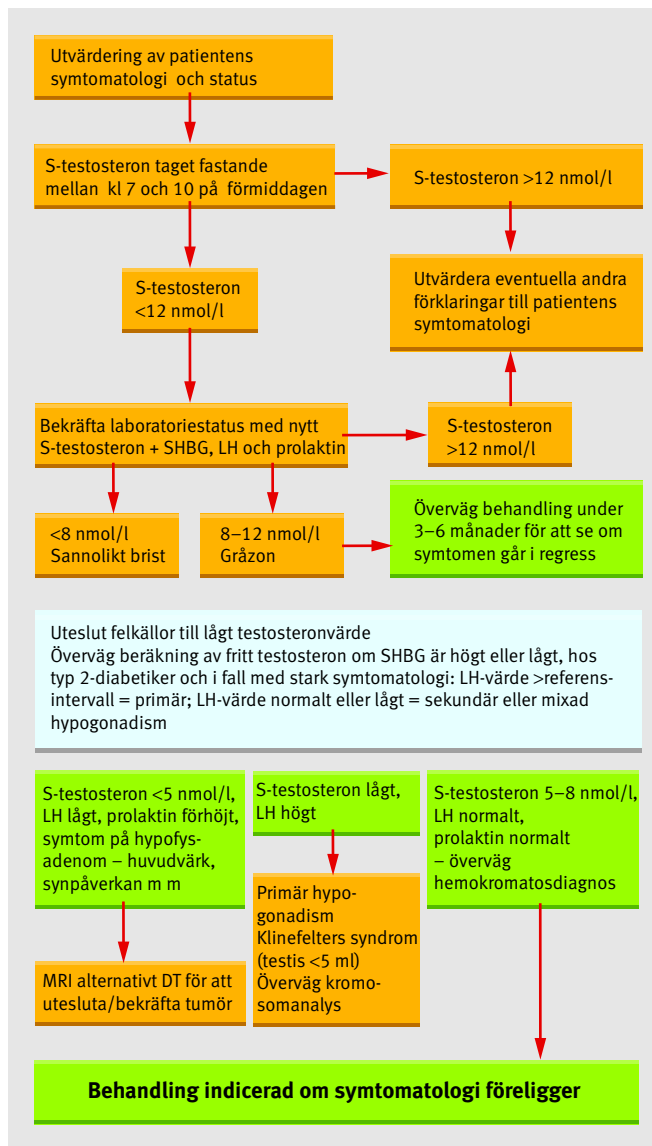 Utvärdering av patientens
symtomatologi och status
S-testosteron taget fastande
mellan kl 7 och 10 på förmiddagen
S-testosteron >12 nmol/l
S-testosteron
<12 nmol/l
Utvärdera eventuella andra
förklaringar till patientens
symtomatologi
Bekräfta laboratoriestatus med nytt
S-testosteron + SHBG, LH och prolaktin
S-testosteron
>12 nmol/l
<8 nmol/l
Sannolikt brist
8–12 nmol/l
Gråzon
Överväg behandling under
3–6 månader för att se om
symtomen går i regress
Uteslut felkällor till lågt testosteronvärde
Överväg beräkning av fritt testosteron om SHBG är högt eller lågt, hos
typ 2-diabetiker och i fall med stark symtomatologi: LH-värde >referens-
intervall = primär; LH-värde normalt eller lågt = sekundär eller mixad
hypogonadism
S-testosteron <5 nmol/l,
LH lågt, prolaktin förhöjt,
symtom på hypofys-
adenom – huvudvärk,
synpåverkan m m
S-testosteron lågt,
LH högt
S-testosteron 5–8 nmol/l,
LH normalt,
prolaktin normalt
– överväg
hemokromatosdiagnos
MRI alternativt DT för att
utesluta/bekräfta tumör
Primär hypo-
gonadism
Klinefelters syndrom
(testis <5 ml)
Överväg kromo-
somanalys
Behandling indicerad om symtomatologi föreligger